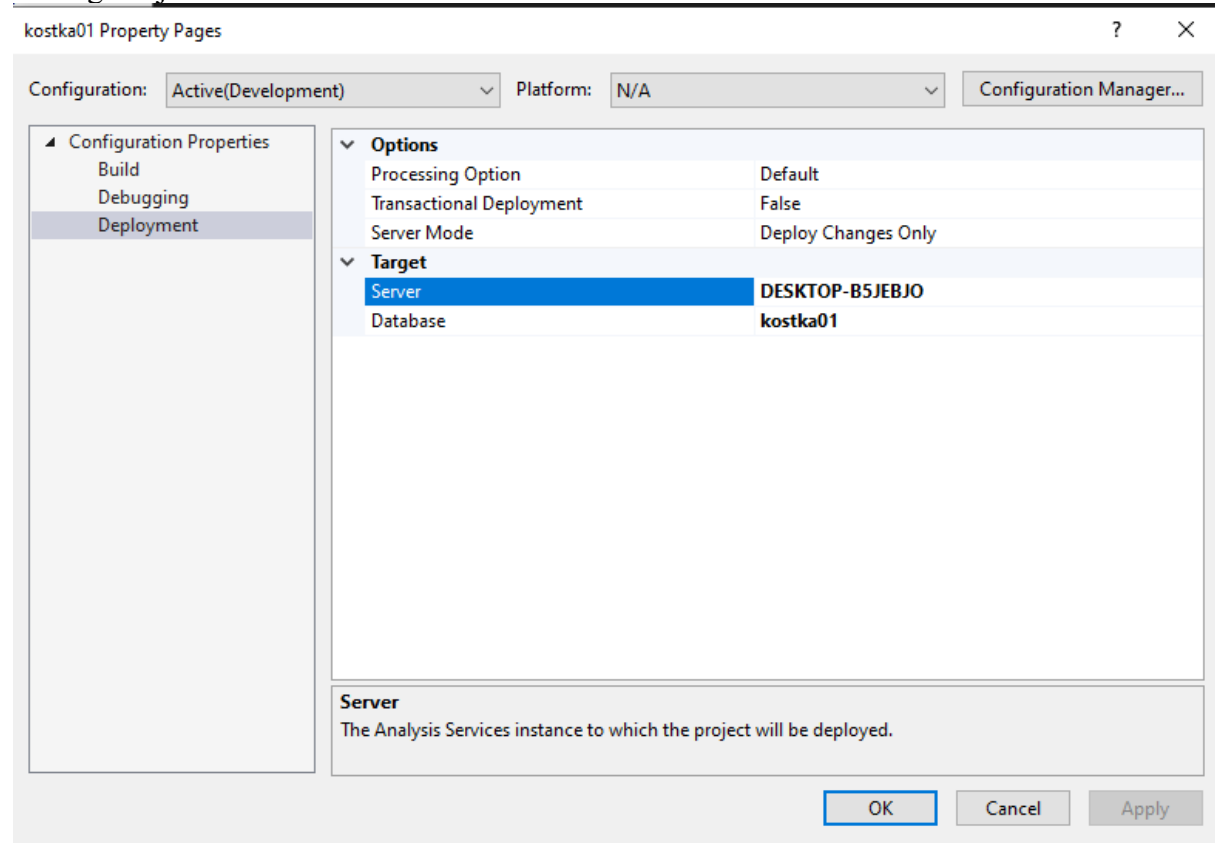 kostka01 Property Pages ? ×
Configuration: Active(Development) Platform: N/A Configuration Manager...
Configuration Properties
Build
Debugging
Deployment
Options
Processing Option Default
Transactional Deployment False
Server Mode Deploy Changes Only
Target
Server DESKTOP-B5JEBJO
Database kostka01
Server
The Analysis Services instance to which the project will be deployed.
OK Cancel Apply